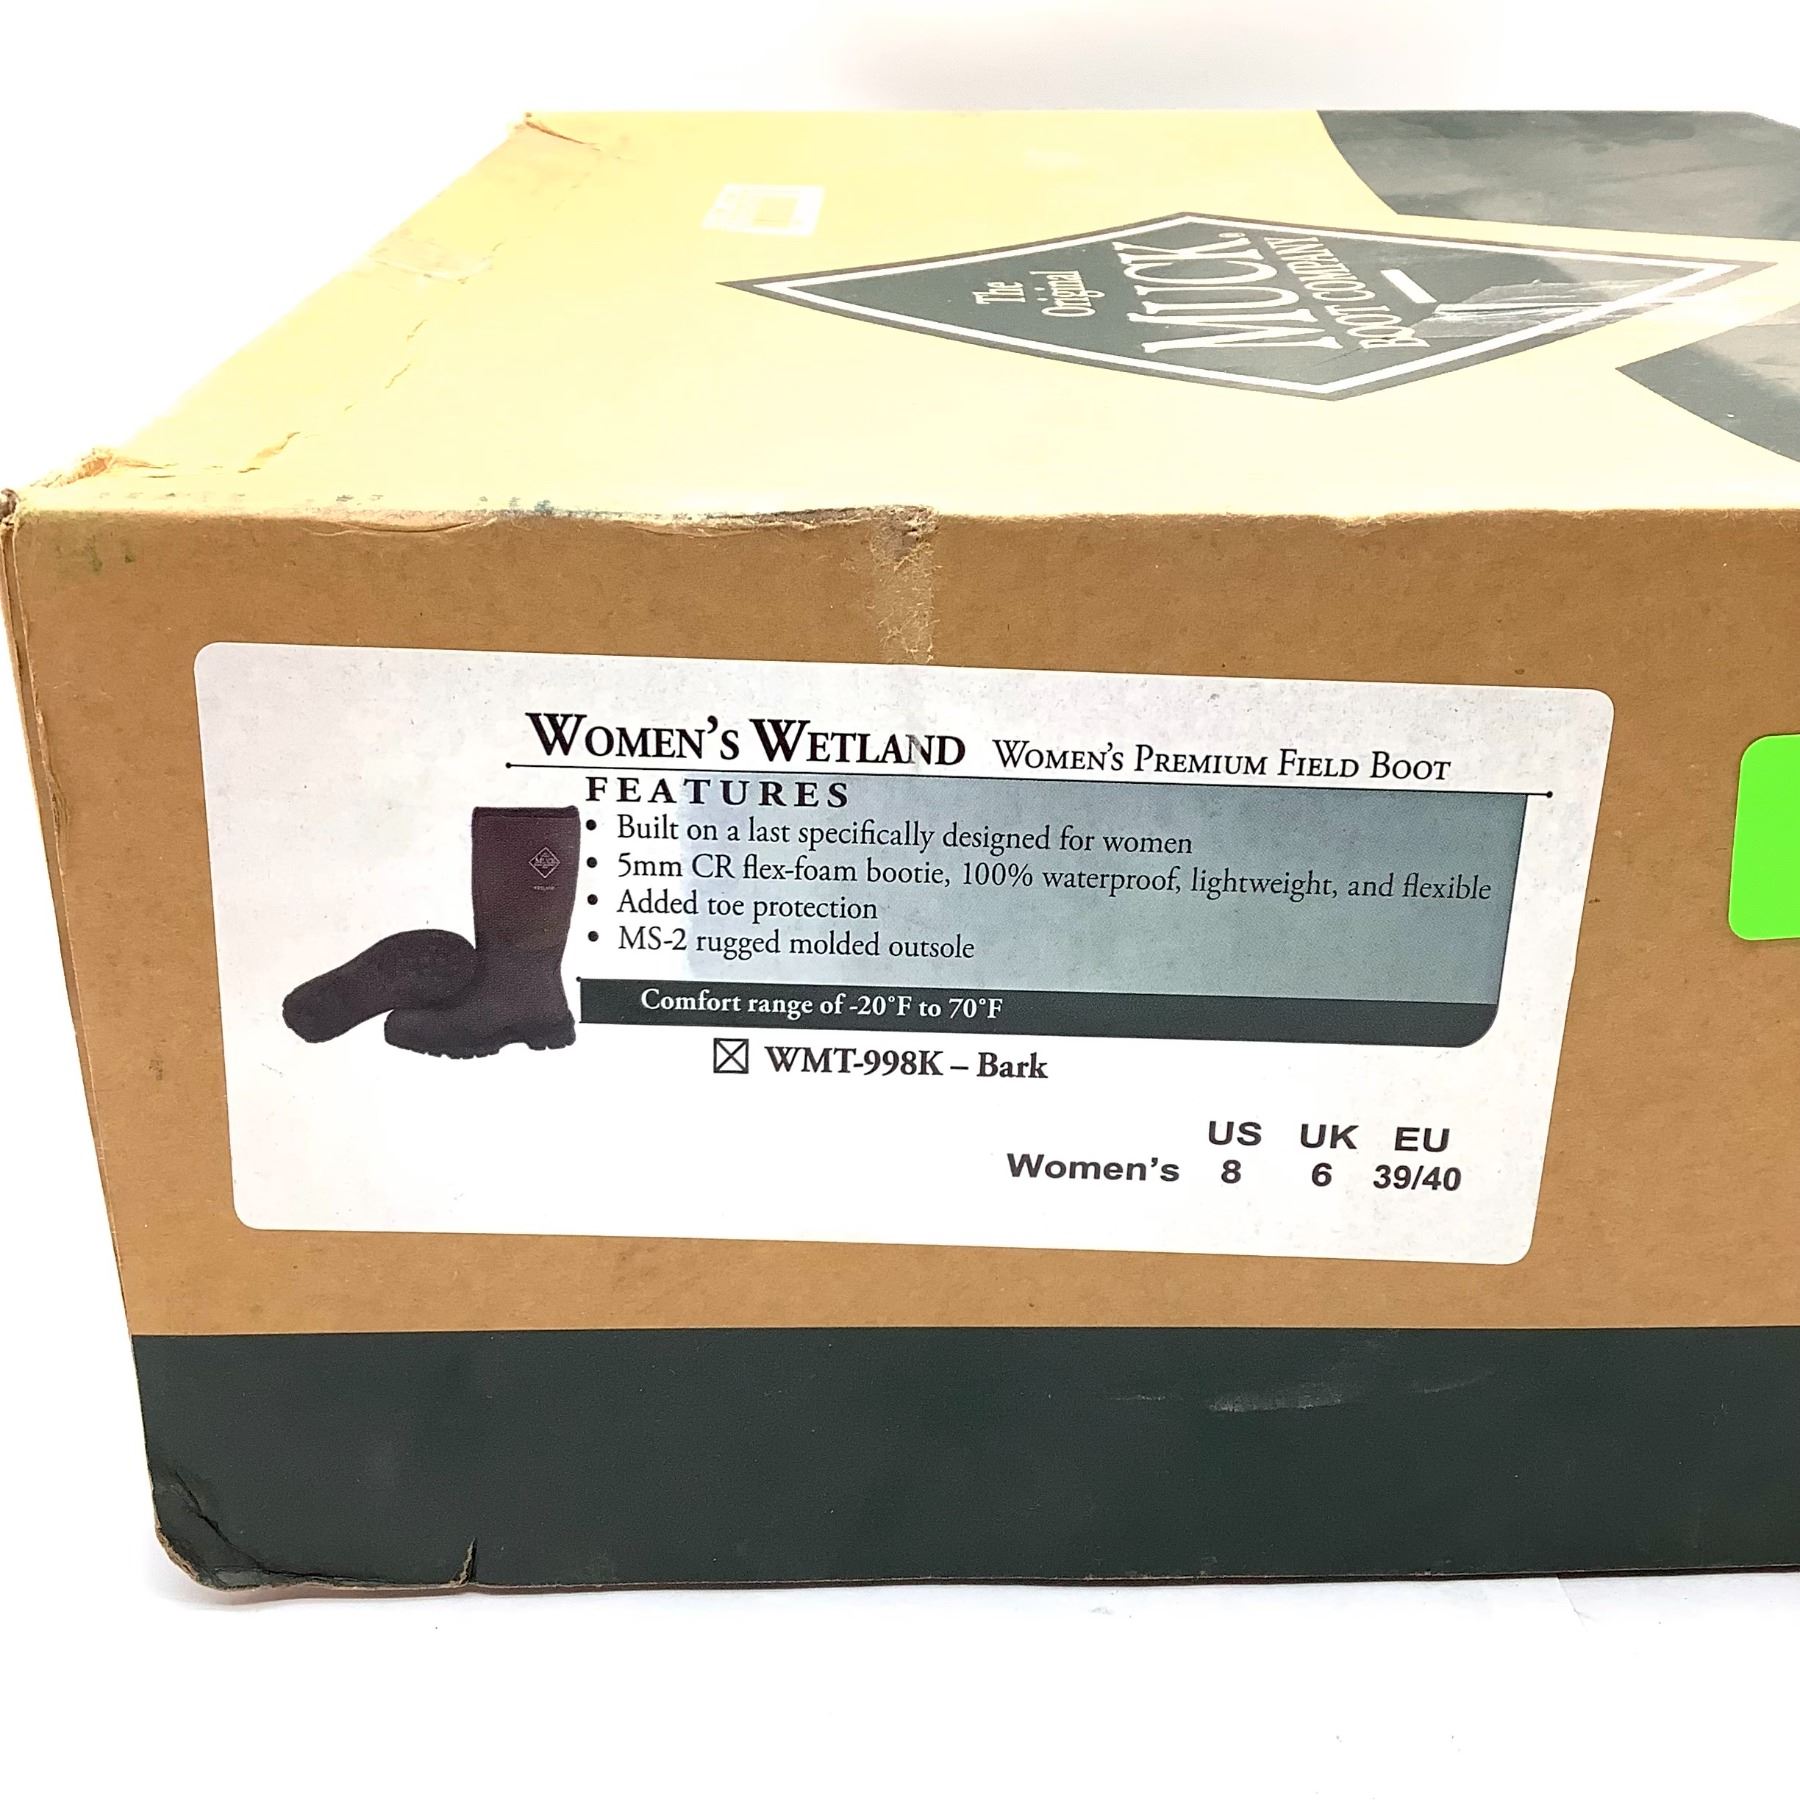 The
Original
MUCK®
BOOT COMPANY
WOMEN'S WETLAND WOMEN'S PREMIUM FIELD BOOT
FEATURES
• Built on a last specifically designed for women
• 5mm CR flex-foam bootie, 100% waterproof, lightweight, and flexible
• Added toe protection
• MS-2 rugged molded outsole
Comfort range of -20°F to 70°F
☒ WMT-998K – Bark
US UK EU
Women's 8 6 39/40